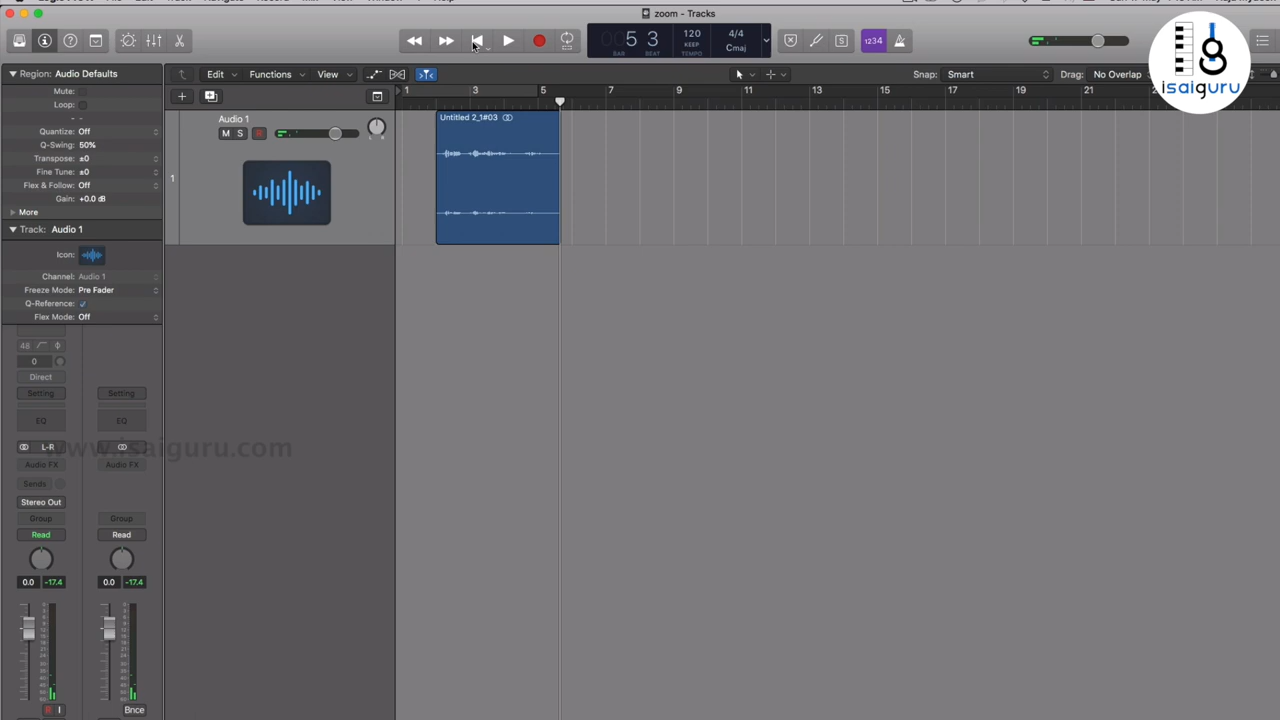 zoom - Tracks
5 3
BAR BEAT
120
KEEP
TEMPO
4/4
Cmaj
S
1234
isaiguru
Region: Audio Defaults
Edit Functions View
Snap: Smart
Drag: No Overlap
Mute:
Loop:
- -
Quantize: Off
Q-Swing: 50%
Transpose: ±0
Fine Tune: ±0
Flex & Follow: Off
Gain: +0.0 dB
More
Track: Audio 1
Icon:
Channel: Audio 1
Freeze Mode: Pre Fader
Q-Reference:
Flex Mode: Off
1 3 5 7 9 11 13 15 17 19 21
1
Audio 1
M S R
Untitled 2_1#03
48
0
Direct
Setting Setting
EQ EQ
L-R
Audio FX Audio FX
Sends
Stereo Out
Group Group
Read Read
0.0 -17.4 0.0 -17.4
R I
Bnce
www.isaiguru.com